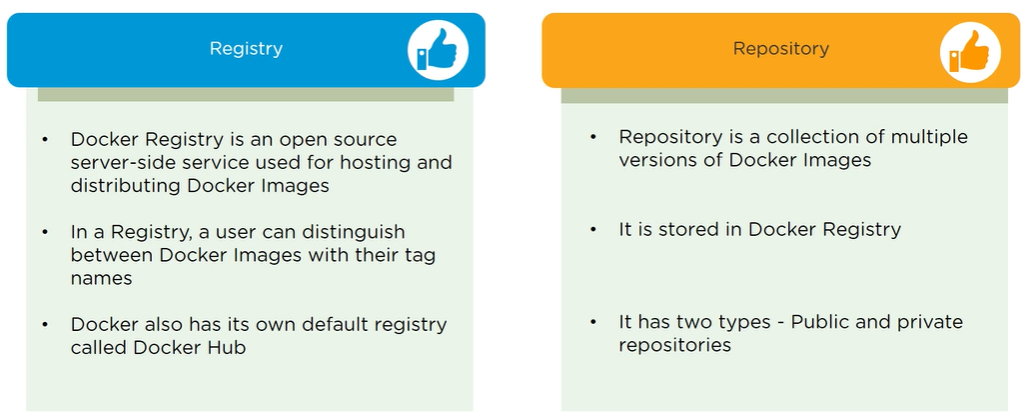 Registry
• Docker Registry is an open source
server-side service used for hosting and
distributing Docker Images
• In a Registry, a user can distinguish
between Docker Images with their tag
names
• Docker also has its own default registry
called Docker Hub
Repository
• Repository is a collection of multiple
versions of Docker Images
• It is stored in Docker Registry
• It has two types - Public and private
repositories